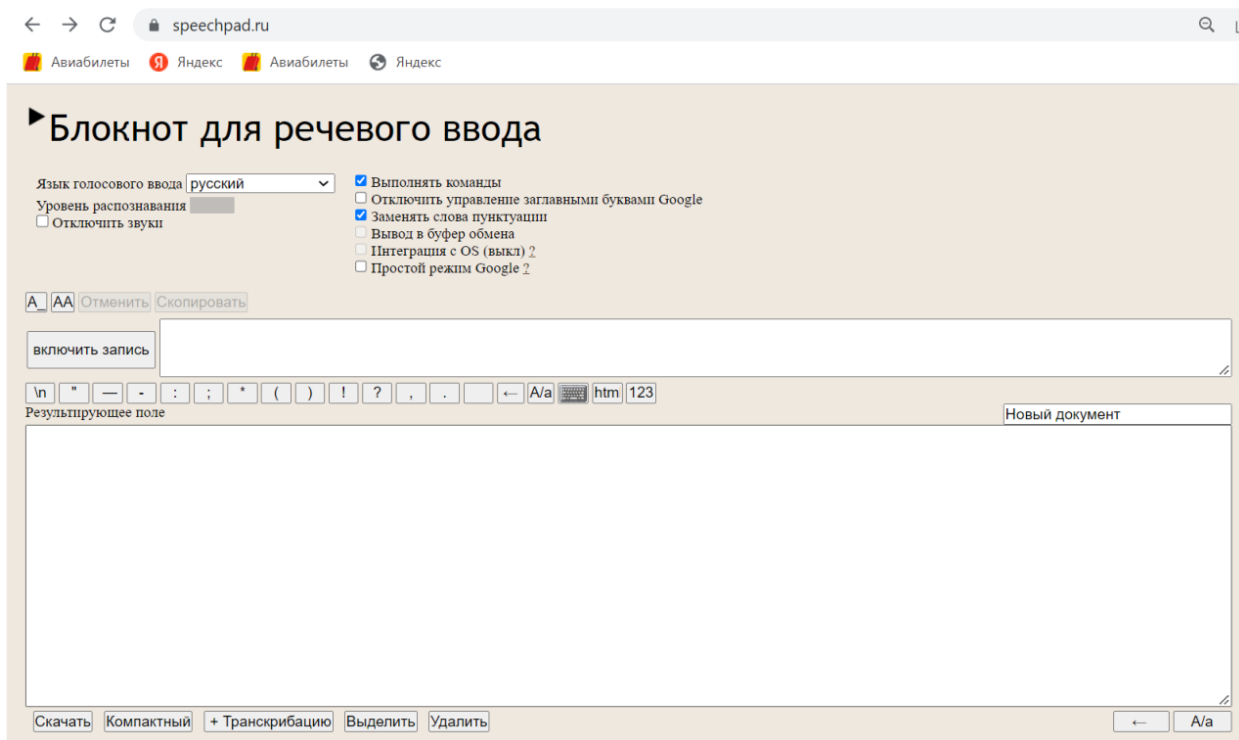 speechpad.ru
Авиабилеты Яндекс Авиабилеты Яндекс
Блокнот для речевого ввода
Язык голосового ввода русский
Уровень распознавания
Отключить звуки
Выполнять команды
Отключить управление заглавными буквами Google
Заменять слова пунктуации
Вывод в буфер обмена
Интеграция с OS (выкл) ?
Простой режим Google ?
A_ AA Отменить Скопировать
включить запись
\n " — - : ; * ( ) ! ? , . ← A/a htm 123
Результирующее поле
Новый документ
Скачать Компактный + Транскрибацию Выделить Удалить ← A/a